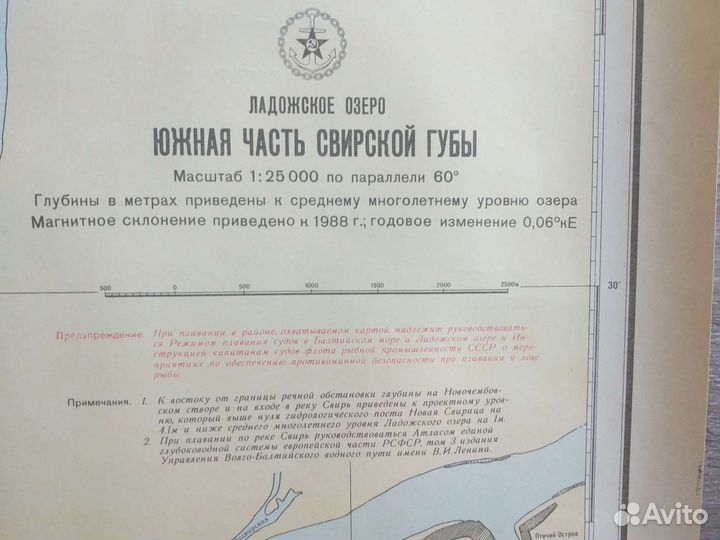 ЛАДОЖСКОЕ ОЗЕРО
ЮЖНАЯ ЧАСТЬ СВИРСКОЙ ГУБЫ
Масштаб 1:25 000 по параллели 60°
Глубины в метрах приведены к среднему многолетнему уровню озера
Магнитное склонение приведено к 1988 г.; годовое изменение 0,06° к E
500 0 500 1000 1500 2000 2500м
30'
Предупреждение. При плавании в районе, охватываемом картой, надлежит руководствовать-
ся Режимом плавания судов в Балтийском море и Ладожском озере и Ин-
струкцией капитанам судов флота рыбной промышленности СССР о меро-
приятиях по обеспечению противоминной безопасности при плавании и лове
рыбы.
Примечания. 1. К востоку от границы речной обстановки глубины на Новочембов-
ском створе и на входе в реку Свирь приведены к проектному уров-
ню, который выше нуля гидрологического поста Новая Свирица на
4.1м и ниже среднего многолетнего уровня Ладожского озера на 1м.
2. При плавании по реке Свирь руководствоваться Атласом единой
глубоководной системы европейской части РСФСР, том 3 издания
Управления Волго-Балтийского водного пути имени В.И.Ленина.
Птичий Остров
Avito